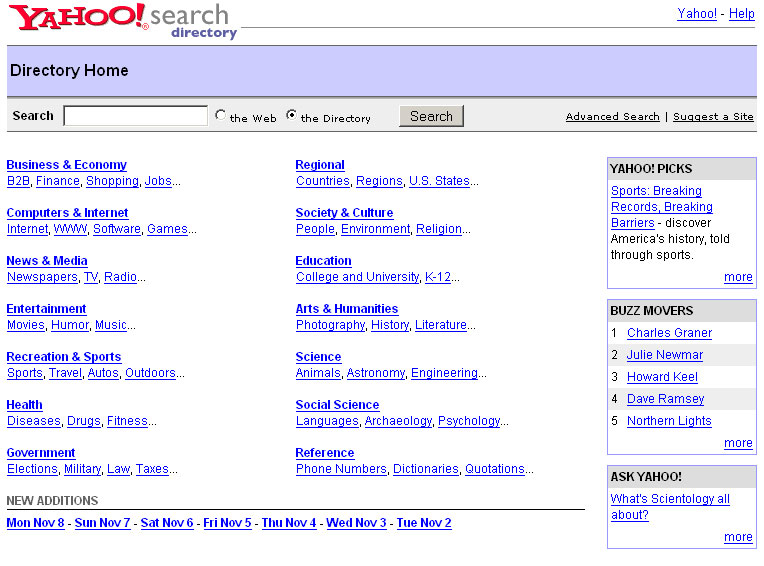 YAHOO!® search
directory
Yahoo! - Help
Directory Home
Search the Web the Directory Search Advanced Search | Suggest a Site
Business & Economy
B2B, Finance, Shopping, Jobs...
Computers & Internet
Internet, WWW, Software, Games...
News & Media
Newspapers, TV, Radio...
Entertainment
Movies, Humor, Music...
Recreation & Sports
Sports, Travel, Autos, Outdoors...
Health
Diseases, Drugs, Fitness...
Government
Elections, Military, Law, Taxes...
Regional
Countries, Regions, U.S. States...
Society & Culture
People, Environment, Religion...
Education
College and University, K-12...
Arts & Humanities
Photography, History, Literature...
Science
Animals, Astronomy, Engineering...
Social Science
Languages, Archaeology, Psychology...
Reference
Phone Numbers, Dictionaries, Quotations...
NEW ADDITIONS
Mon Nov 8 - Sun Nov 7 - Sat Nov 6 - Fri Nov 5 - Thu Nov 4 - Wed Nov 3 - Tue Nov 2
YAHOO! PICKS
Sports: Breaking
Records, Breaking
Barriers - discover
America's history, told
through sports.
more
BUZZ MOVERS
1 Charles Graner
2 Julie Newmar
3 Howard Keel
4 Dave Ramsey
5 Northern Lights
more
ASK YAHOO!
What's Scientology all
about?
more